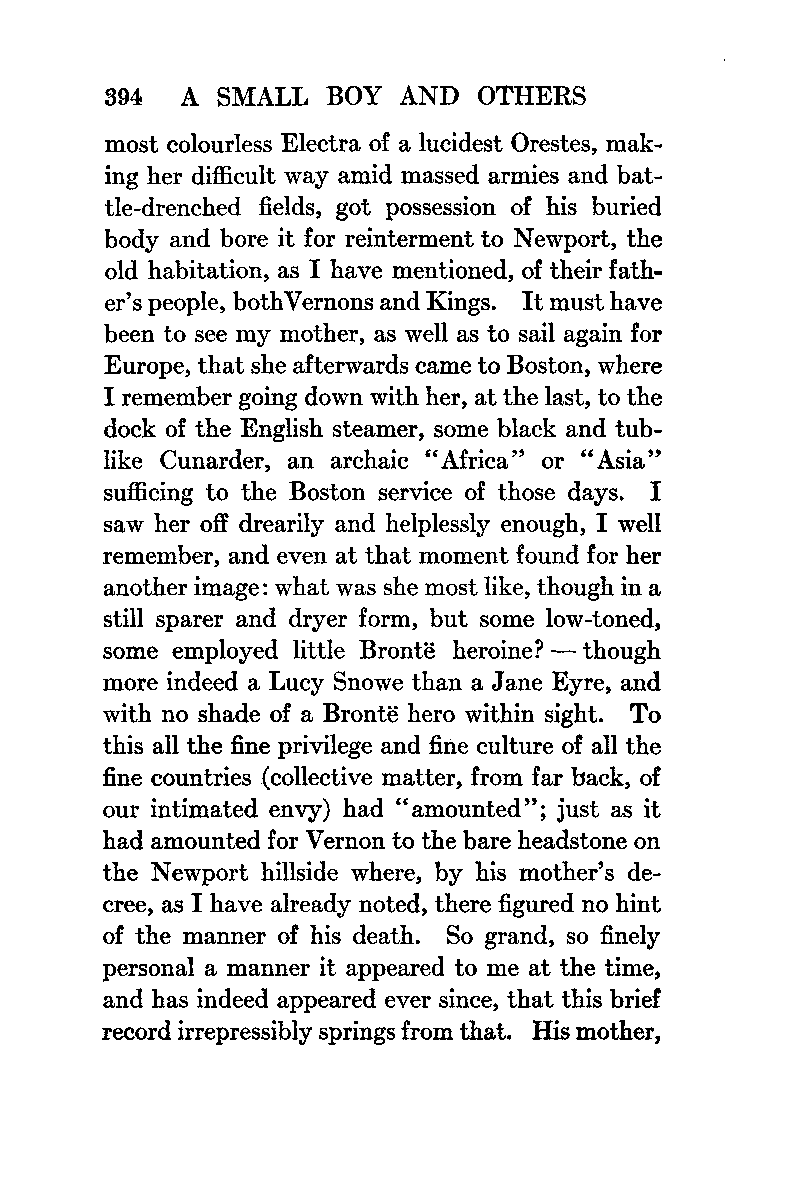 394 A SMALL BOY AND OTHERS
most colourless Electra of a lucidest Orestes, mak-
ing her difficult way amid massed armies and bat-
tle-drenched fields, got possession of his buried
body and bore it for reinterment to Newport, the
old habitation, as I have mentioned, of their fath-
er's people, bothVernons and Kings. It must have
been to see my mother, as well as to sail again for
Europe, that she afterwards came to Boston, where
I remember going down with her, at the last, to the
dock of the English steamer, some black and tub-
like Cunarder, an archaic “Africa” or “Asia”
sufficing to the Boston service of those days. I
saw her off drearily and helplessly enough, I well
remember, and even at that moment found for her
another image: what was she most like, though in a
still sparer and dryer form, but some low-toned,
some employed little Brontë heroine? — though
more indeed a Lucy Snowe than a Jane Eyre, and
with no shade of a Brontë hero within sight. To
this all the fine privilege and fine culture of all the
fine countries (collective matter, from far back, of
our intimated envy) had “amounted”; just as it
had amounted for Vernon to the bare headstone on
the Newport hillside where, by his mother's de-
cree, as I have already noted, there figured no hint
of the manner of his death. So grand, so finely
personal a manner it appeared to me at the time,
and has indeed appeared ever since, that this brief
record irrepressibly springs from that. His mother,